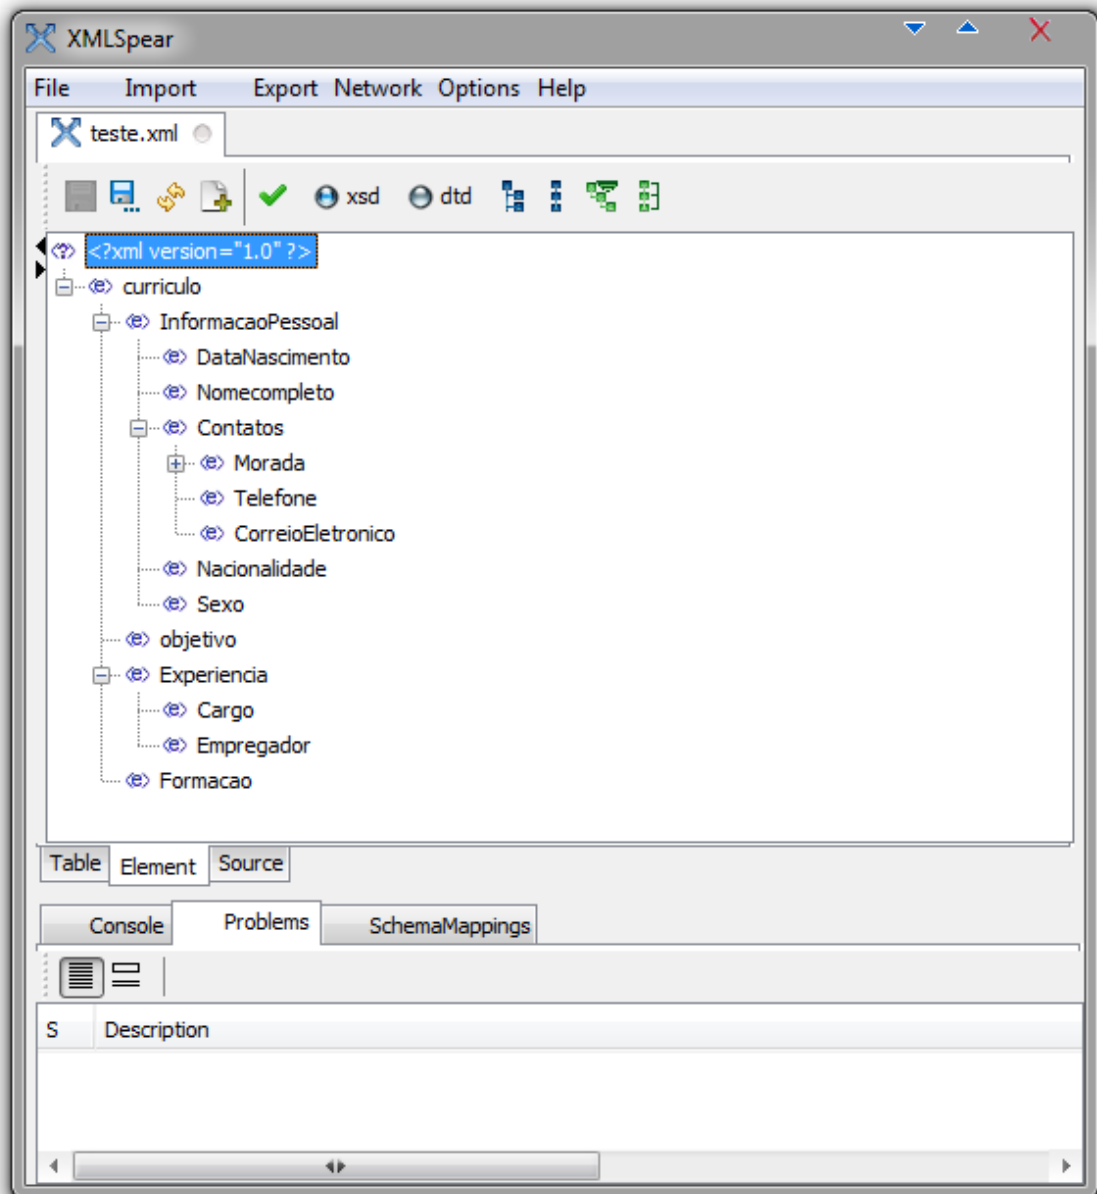 XMLSpear
File Import Export Network Options Help
teste.xml
xsd dtd
<?xml version="1.0" ?>
curriculo
InformacaoPessoal
DataNascimento
Nomecompleto
Contatos
Morada
Telefone
CorreioEletronico
Nacionalidade
Sexo
objetivo
Experiencia
Cargo
Empregador
Formacao
Table Element Source
Console Problems SchemaMappings
S Description